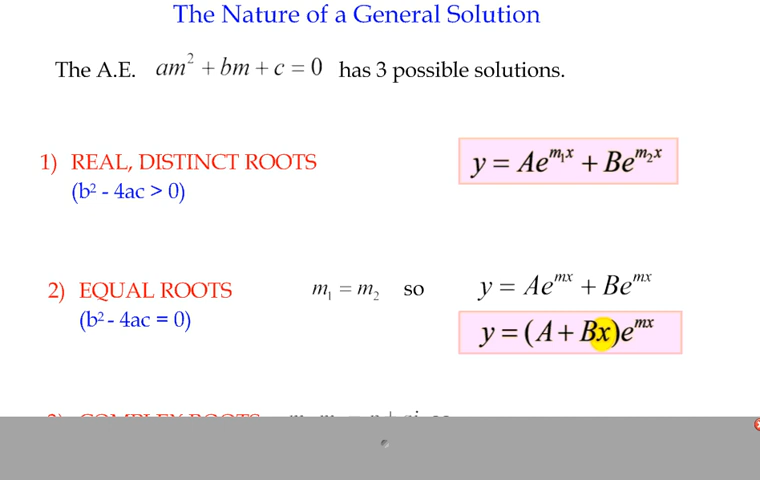 The Nature of a General Solution
The A.E. am² + bm + c = 0 has 3 possible solutions.
1) REAL, DISTINCT ROOTS
(b² - 4ac > 0)
y = Ae^{m₁x} + Be^{m₂x}
2) EQUAL ROOTS
(b² - 4ac = 0)
m₁ = m₂ so
y = Ae^{mx} + Be^{mx}
y = (A + Bx)e^{mx}
COMPLEX ROOTS